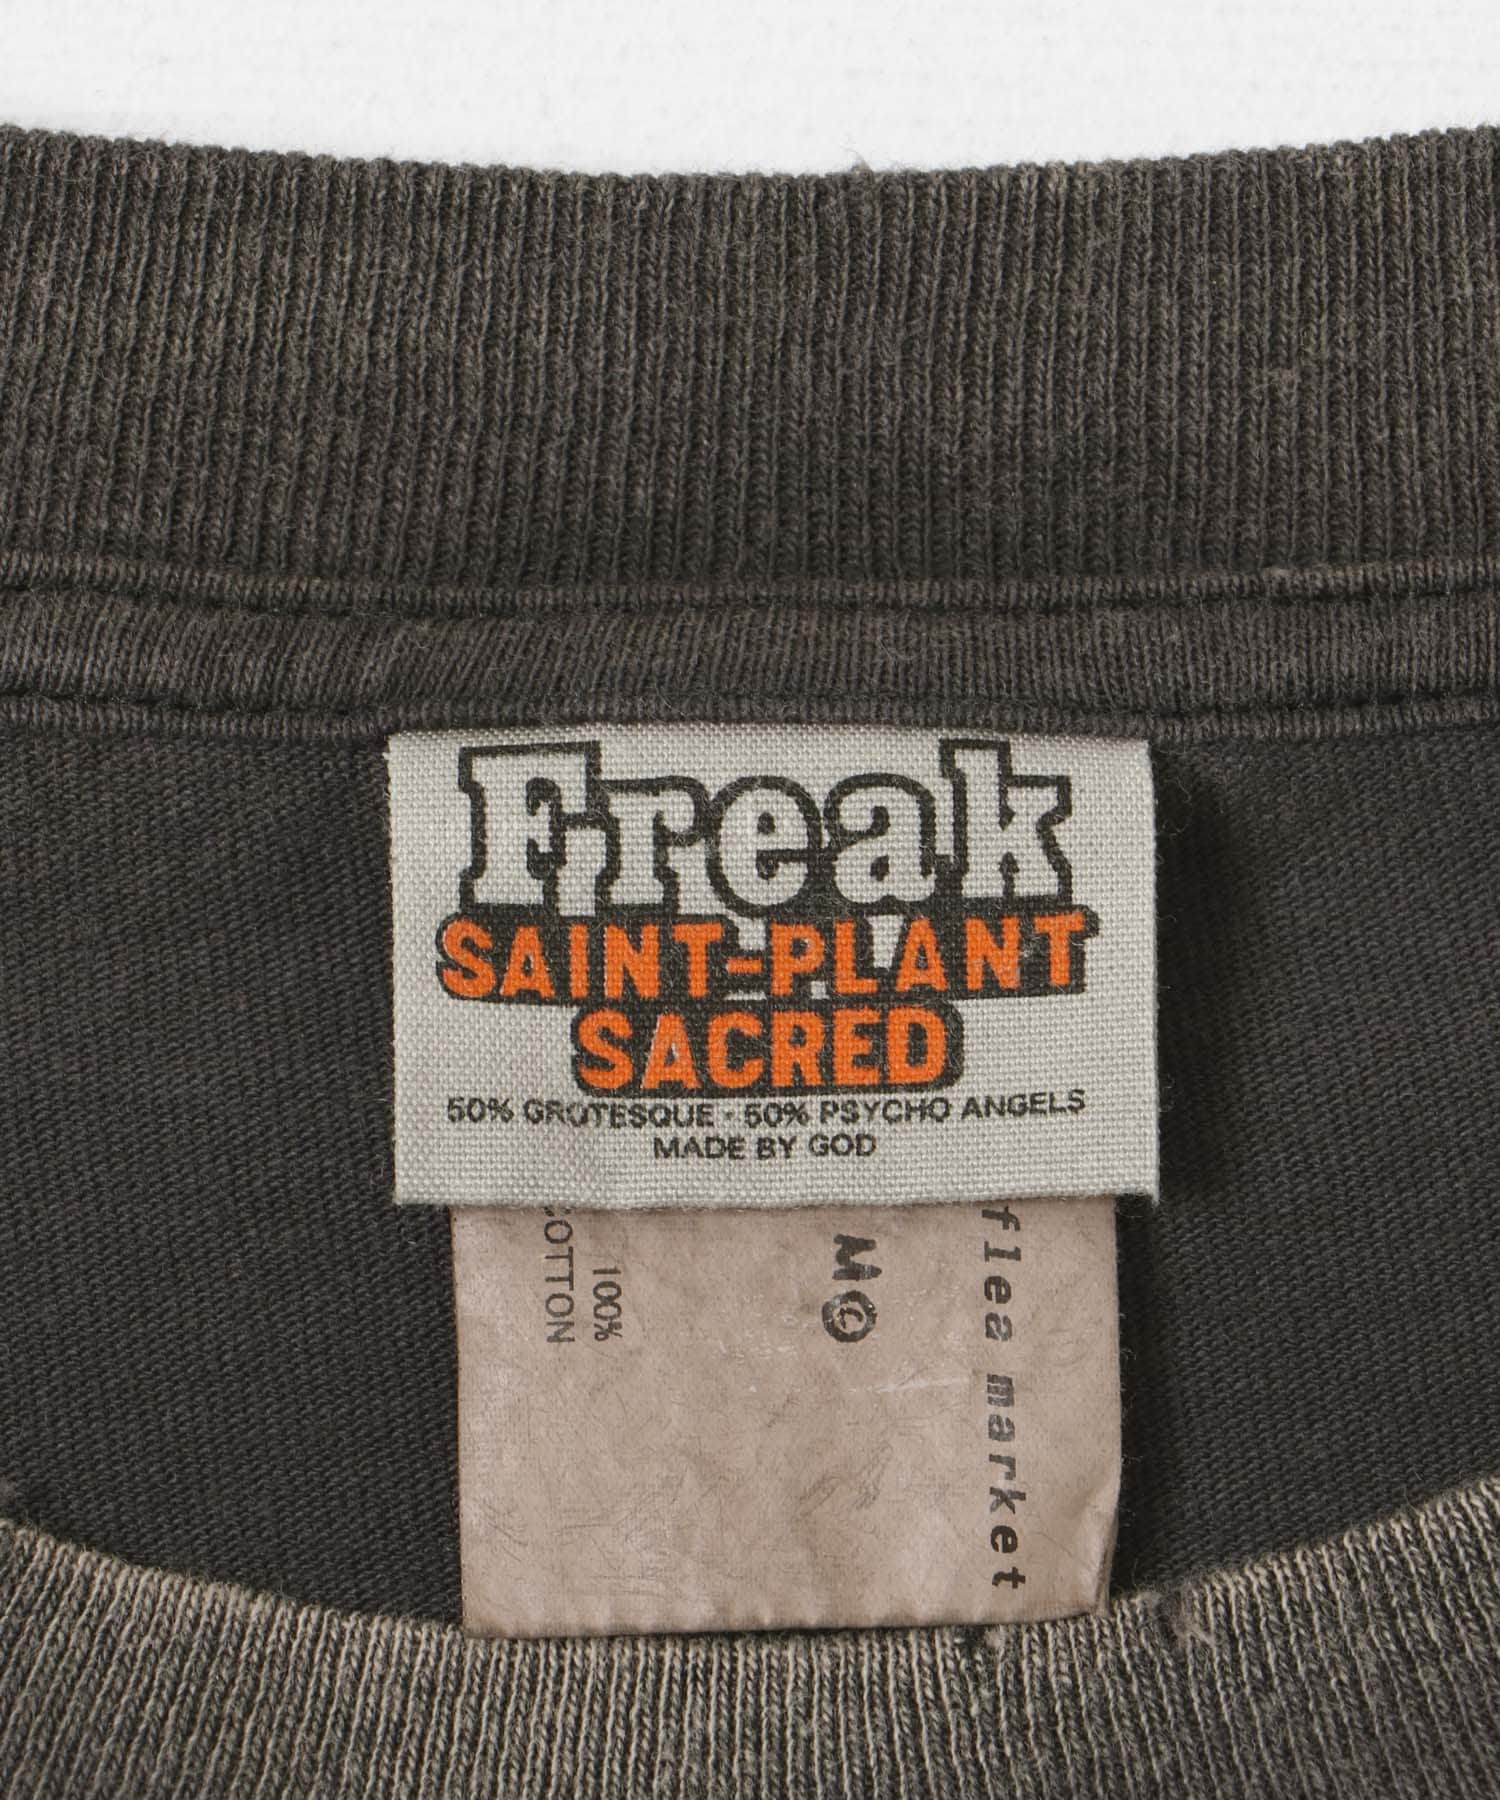 Freak
SAINT=PLANT
SACRED
50% GROTESQUE · 50% PSYCHO ANGELS
MADE BY GOD
flea market
M©
100%
COTTON